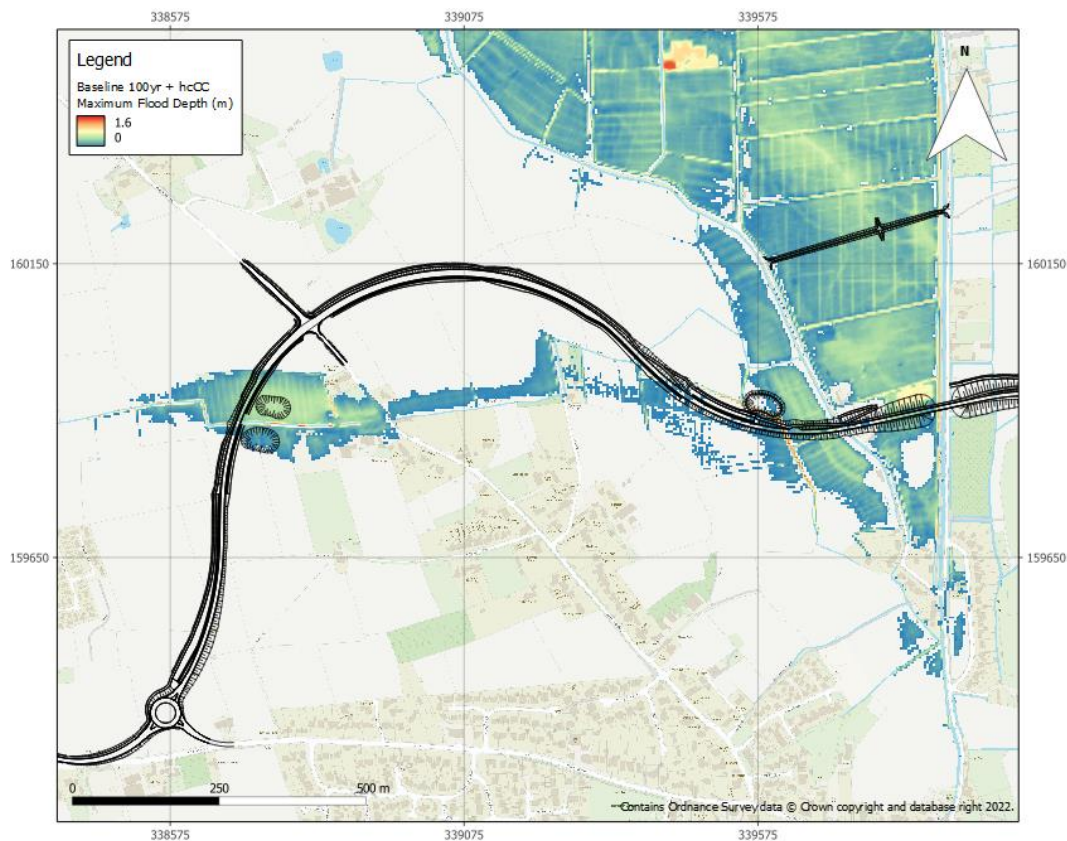 338575 339075 339575
Legend
Baseline 100yr + hcCC
Maximum Flood Depth (m)
1.6
0
N
160150 160150
159650 159650
0 250 500 m
Contains Ordnance Survey data © Crown copyright and database right 2022.
338575 339075 339575